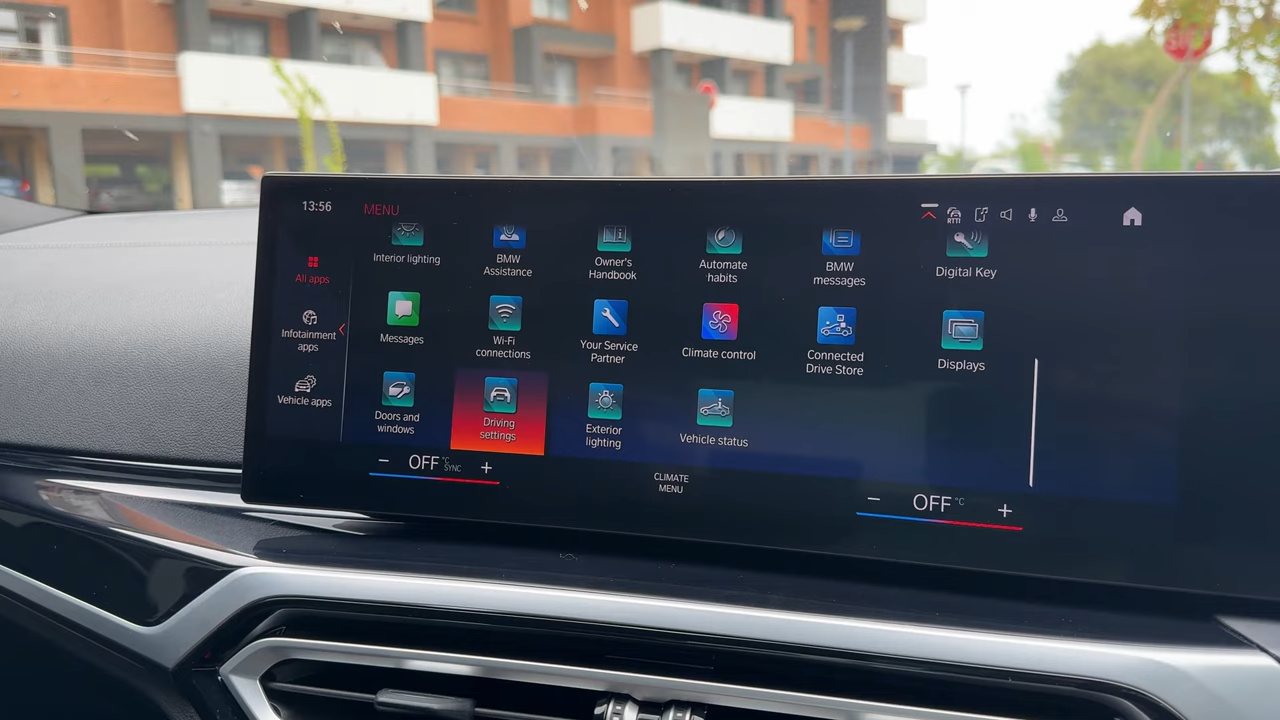 13:56
MENU
RTTI
All apps
Infotainment
apps
Vehicle apps
Interior lighting
BMW
Assistance
Owner's
Handbook
Automate
habits
BMW
messages
Digital Key
Messages
Wi-Fi
connections
Your Service
Partner
Climate control
Connected
Drive Store
Displays
Doors and
windows
Driving
settings
Exterior
lighting
Vehicle status
− OFF °C SYNC +
CLIMATE
MENU
− OFF °C +